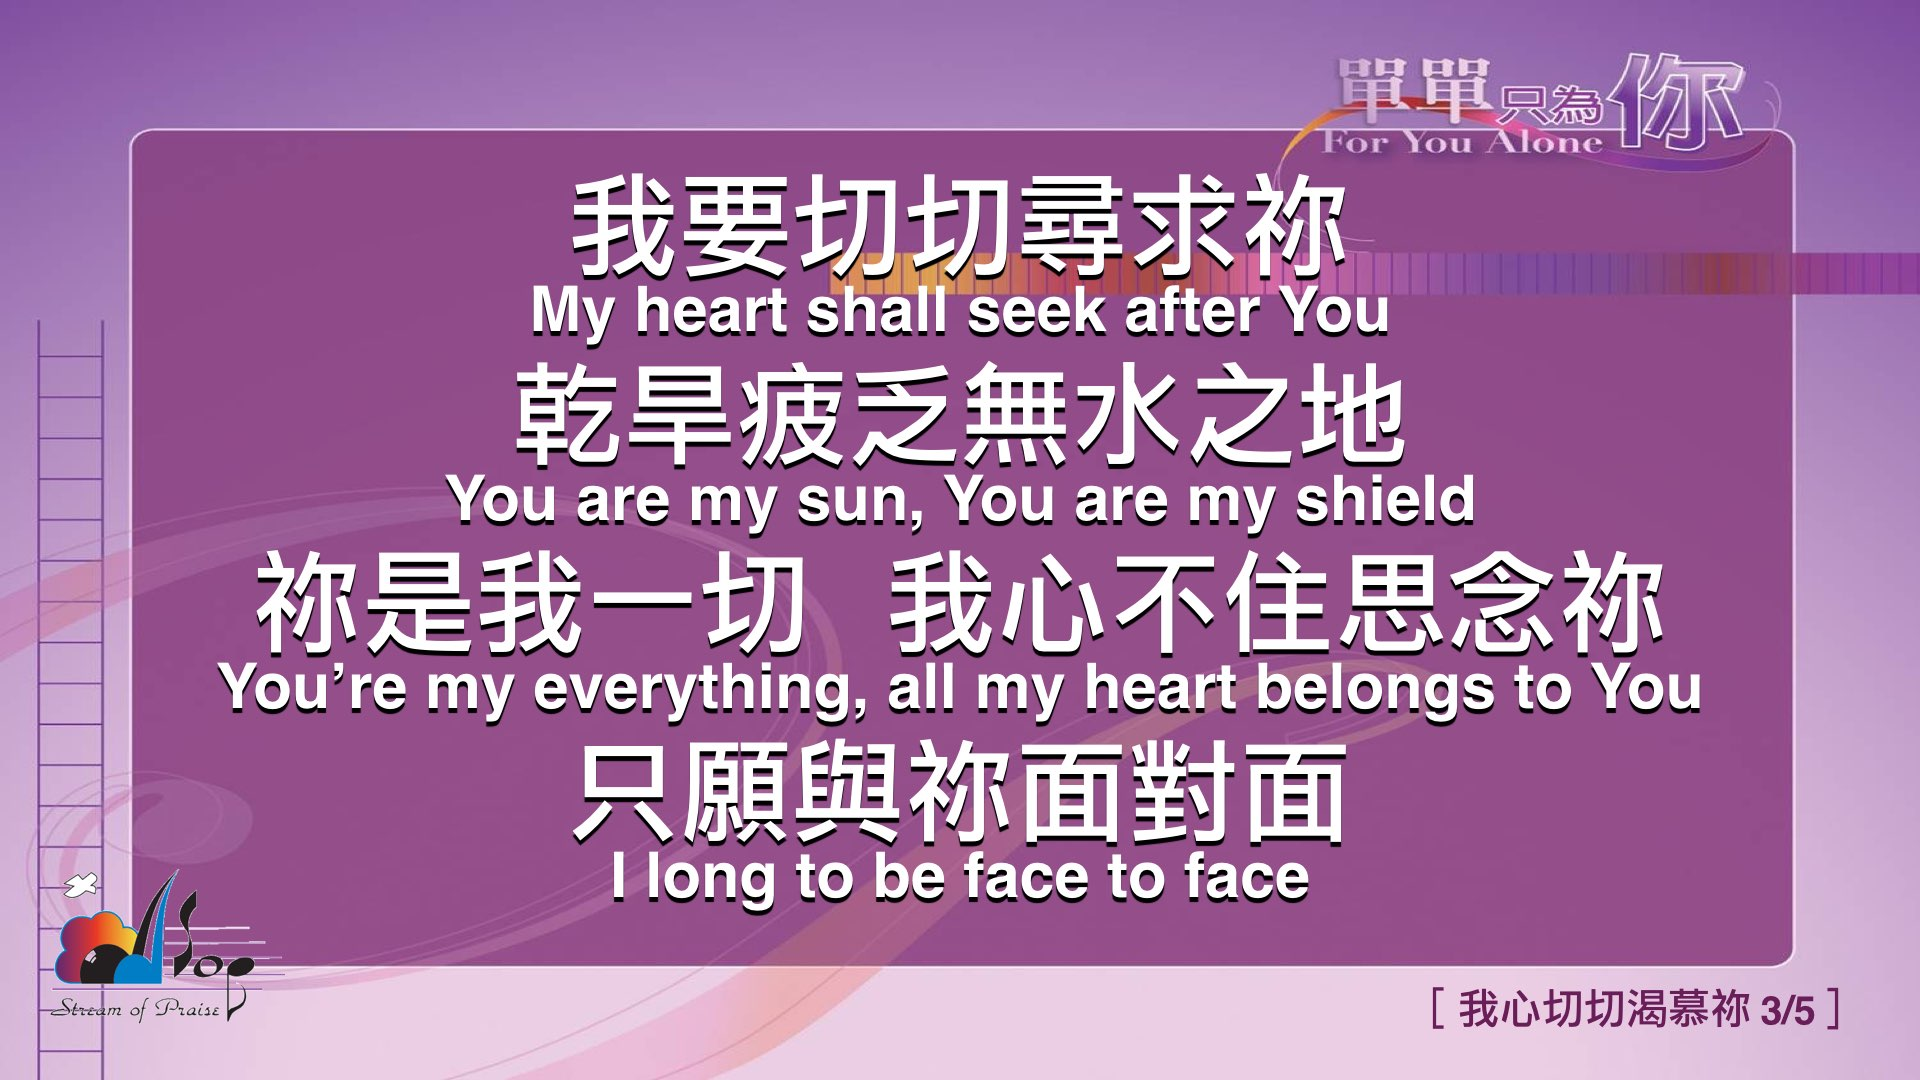 單單只為你
For You Alone
我要切切尋求祢
My heart shall seek after You
乾旱疲乏無水之地
You are my sun, You are my shield
祢是我一切 我心不住思念祢
You’re my everything, all my heart belongs to You
只願與祢面對面
I long to be face to face
Sop
Stream of Praise
[ 我心切切渴慕祢 3/5 ]